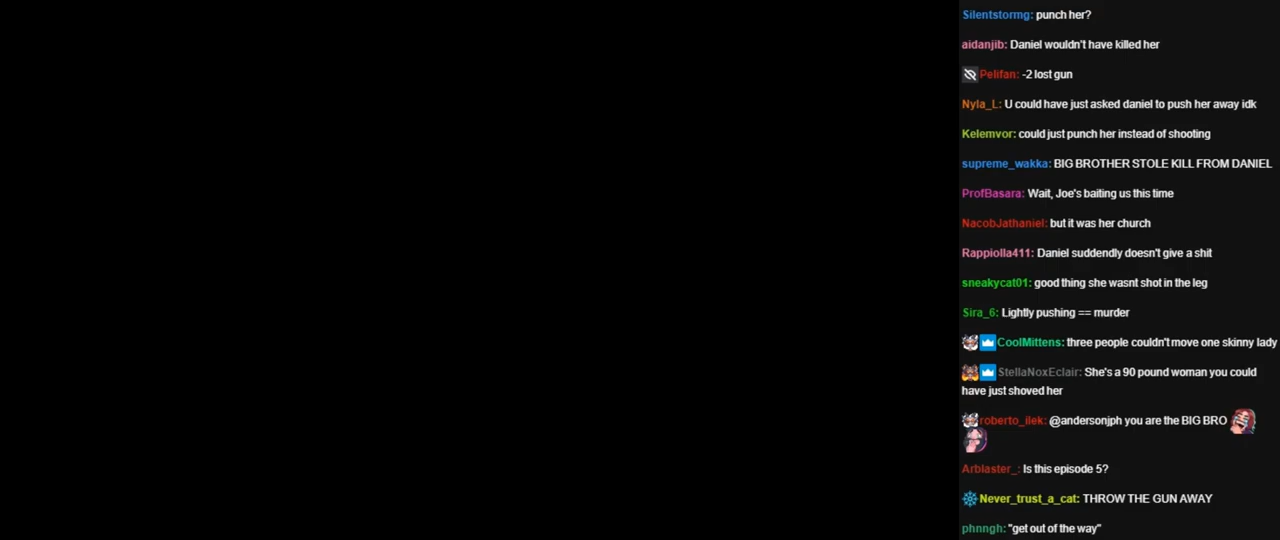 Silentstormg: punch her?
aidanjib: Daniel wouldn't have killed her
Pelifan: -2 lost gun
Nyla_L: U could have just asked daniel to push her away idk
Kelemvor: could just punch her instead of shooting
supreme_wakka: BIG BROTHER STOLE KILL FROM DANIEL
ProfBasara: Wait, Joe's baiting us this time
NacobJathaniel: but it was her church
Rappiolla411: Daniel suddendly doesn't give a shit
sneakycat01: good thing she wasnt shot in the leg
Sira_6: Lightly pushing == murder
CoolMittens: three people couldn't move one skinny lady
StellaNoxEclair: She's a 90 pound woman you could
have just shoved her
roberto_ilek: @andersonjph you are the BIG BRO
Arblaster_: Is this episode 5?
Never_trust_a_cat: THROW THE GUN AWAY
phnngh: "get out of the way"